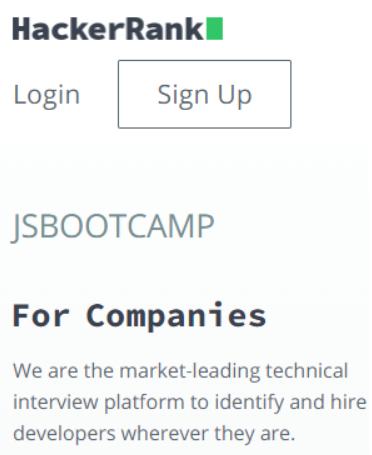 HackerRank
Login
Sign Up
JSBOOTCAMP
For Companies
We are the market-leading technical
interview platform to identify and hire
developers wherever they are.